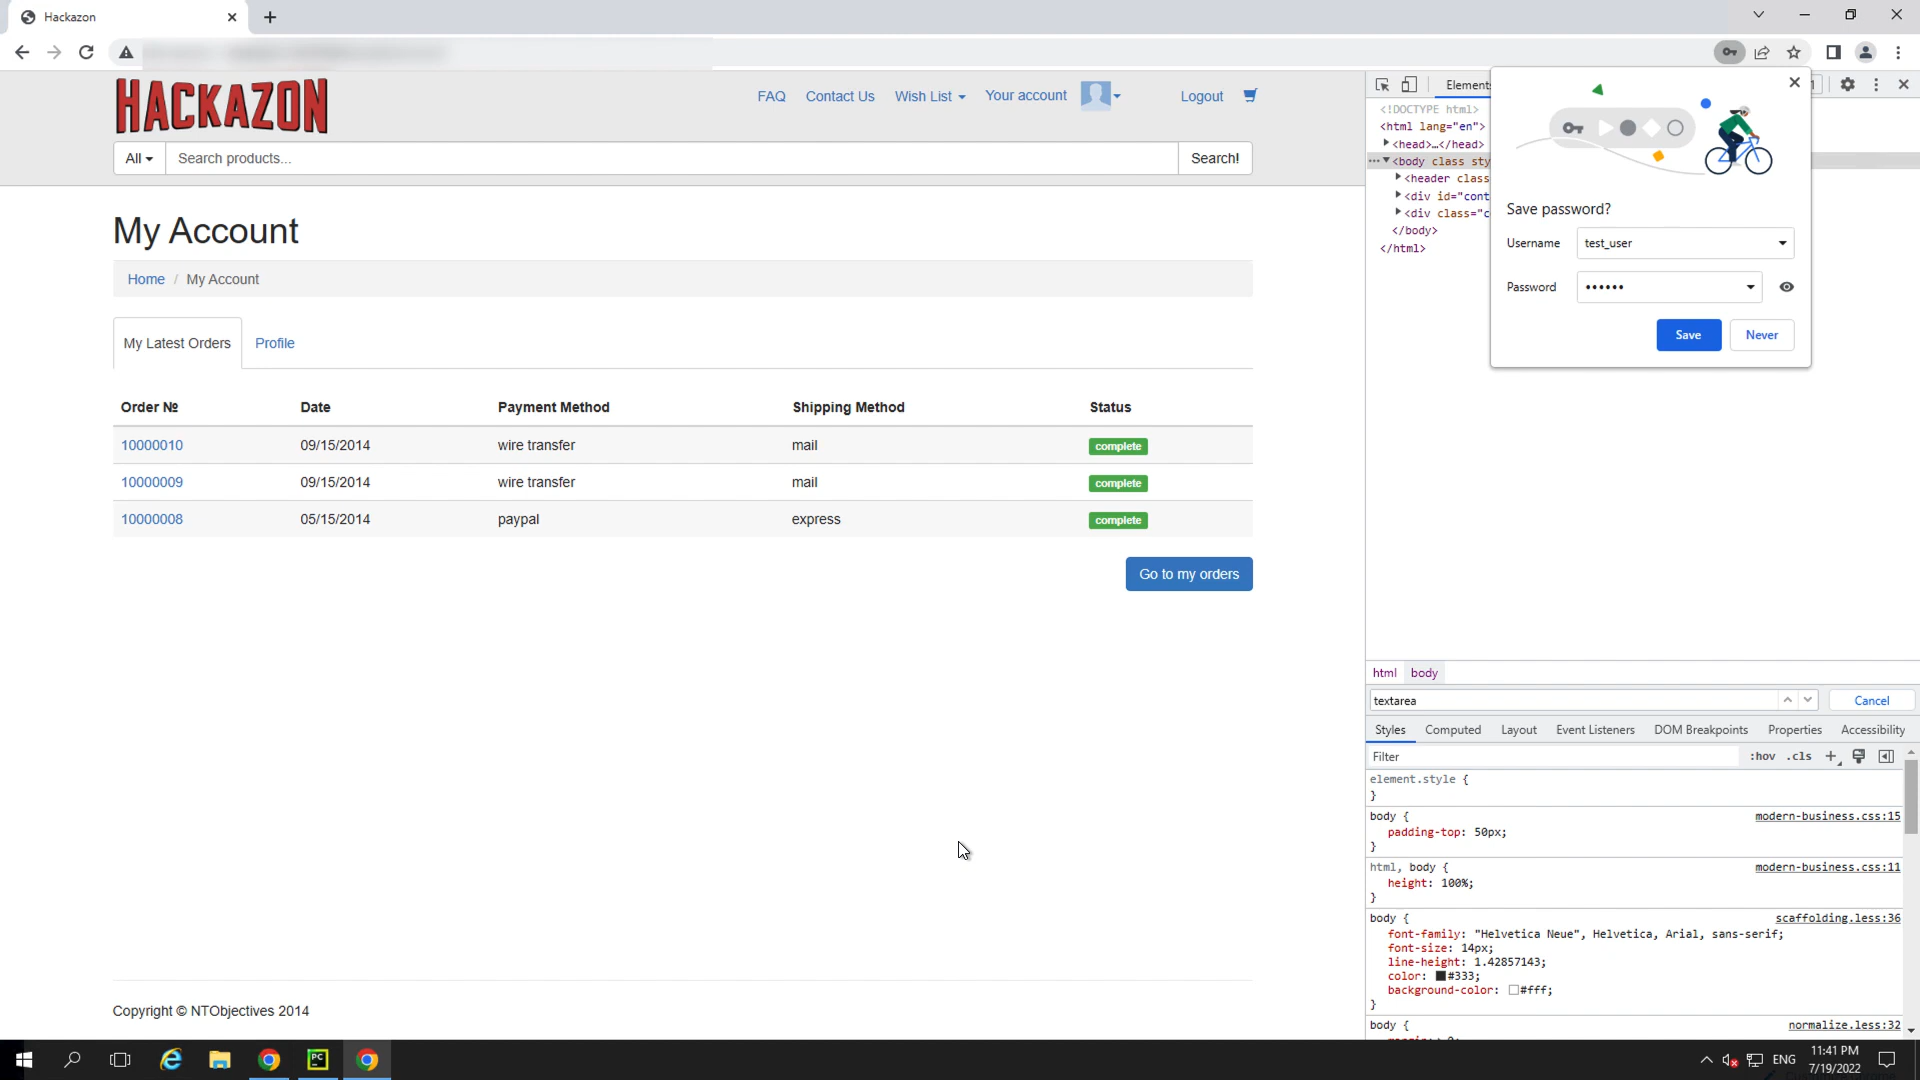 Hackazon
HACKAZON
FAQ
Contact Us
Wish List
Your account
Logout
All
Search products...
Search!
My Account
Home / My Account
My Latest Orders
Profile
Order № Date Payment Method Shipping Method Status
10000010 09/15/2014 wire transfer mail complete
10000009 09/15/2014 wire transfer mail complete
10000008 05/15/2014 paypal express complete
Go to my orders
Copyright © NTObjectives 2014
Elements
<!DOCTYPE html>
<html lang="en">
<head>…</head>
<body class sty
<header class
<div id="cont
<div class="c
</body>
</html>
Save password?
Username test_user
Password ••••••
Save
Never
html body
textarea
Cancel
Styles Computed Layout Event Listeners DOM Breakpoints Properties Accessibility
Filter :hov .cls
element.style {
}
body { modern-business.css:15
padding-top: 50px;
}
html, body { modern-business.css:11
height: 100%;
}
body { scaffolding.less:36
font-family: "Helvetica Neue", Helvetica, Arial, sans-serif;
font-size: 14px;
line-height: 1.42857143;
color: #333;
background-color: #fff;
}
body { normalize.less:32
PC
ENG
11:41 PM
7/19/2022